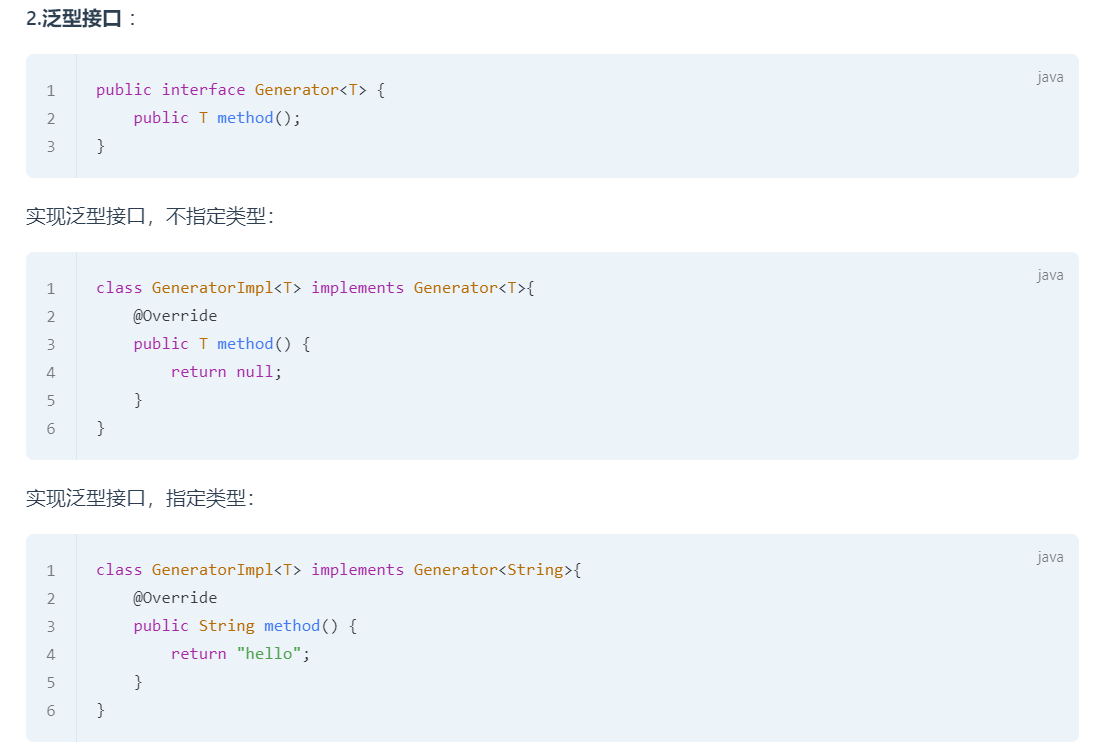 2.泛型接口 ：
java
1 public interface Generator<T> {
2     public T method();
3 }
实现泛型接口，不指定类型：
java
1 class GeneratorImpl<T> implements Generator<T>{
2     @Override
3     public T method() {
4         return null;
5     }
6 }
实现泛型接口，指定类型：
java
1 class GeneratorImpl<T> implements Generator<String>{
2     @Override
3     public String method() {
4         return "hello";
5     }
6 }